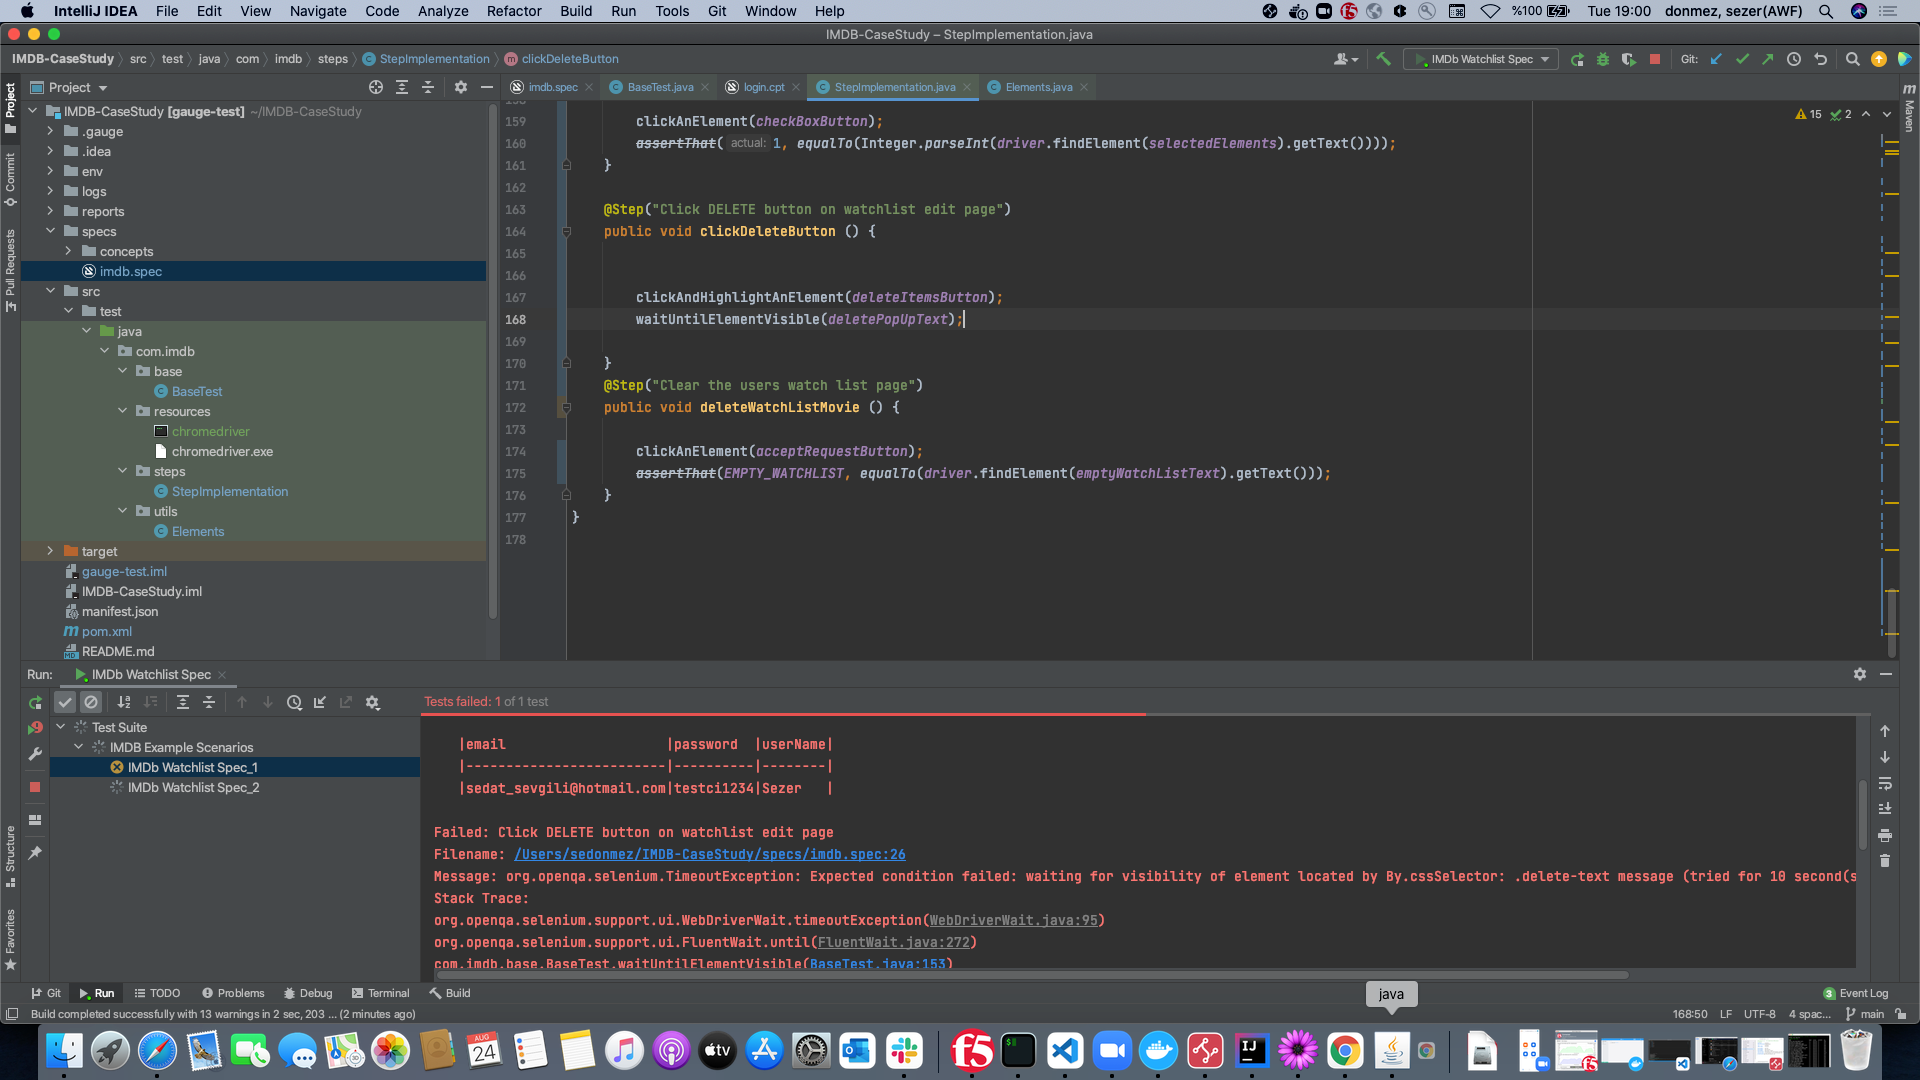 IntelliJ IDEA File Edit View Navigate Code Analyze Refactor Build Run Tools Git Window Help %100 Tue 19:00 donmez, sezer(AWF)
IMDB-CaseStudy – StepImplementation.java
IMDB-CaseStudy src test java com imdb steps StepImplementation clickDeleteButton IMDb Watchlist Spec Git:
Project imdb.spec BaseTest.java login.cpt StepImplementation.java Elements.java
Project
Commit
Pull Requests
Structure
Favorites
Maven
IMDB-CaseStudy [gauge-test] ~/IMDB-CaseStudy
.gauge
.idea
env
logs
reports
specs
concepts
imdb.spec
src
test
java
com.imdb
base
BaseTest
resources
chromedriver
chromedriver.exe
steps
StepImplementation
utils
Elements
target
gauge-test.iml
IMDB-CaseStudy.iml
manifest.json
pom.xml
README.md
15 2
158
159 clickAnElement(checkBoxButton);
160 assertThat( actual: 1, equalTo(Integer.parseInt(driver.findElement(selectedElements).getText())));
161 }
162
163 @Step("Click DELETE button on watchlist edit page")
164 public void clickDeleteButton () {
165
166
167 clickAndHighlightAnElement(deleteItemsButton);
168 waitUntilElementVisible(deletePopUpText);
169
170 }
171 @Step("Clear the users watch list page")
172 public void deleteWatchListMovie () {
173
174 clickAnElement(acceptRequestButton);
175 assertThat(EMPTY_WATCHLIST, equalTo(driver.findElement(emptyWatchListText).getText()));
176 }
177 }
178
Run: IMDb Watchlist Spec
Tests failed: 1 of 1 test
Test Suite
IMDB Example Scenarios
IMDb Watchlist Spec_1
IMDb Watchlist Spec_2
|email |password |userName|
|-------------------------|----------|--------|
|sedat_sevgili@hotmail.com|testci1234|Sezer |
Failed: Click DELETE button on watchlist edit page
Filename: /Users/sedonmez/IMDB-CaseStudy/specs/imdb.spec:26
Message: org.openqa.selenium.TimeoutException: Expected condition failed: waiting for visibility of element located by By.cssSelector: .delete-text message (tried for 10 second(s
Stack Trace:
org.openqa.selenium.support.ui.WebDriverWait.timeoutException(WebDriverWait.java:95)
org.openqa.selenium.support.ui.FluentWait.until(FluentWait.java:272)
com.imdb.base.BaseTest.waitUntilElementVisible(BaseTest.java:153)
Git Run TODO Problems Debug Terminal Build 3 Event Log
java
Build completed successfully with 13 warnings in 2 sec, 203 ... (2 minutes ago) 168:50 LF UTF-8 4 spac... main
AUG
24
tv
f5
IJ